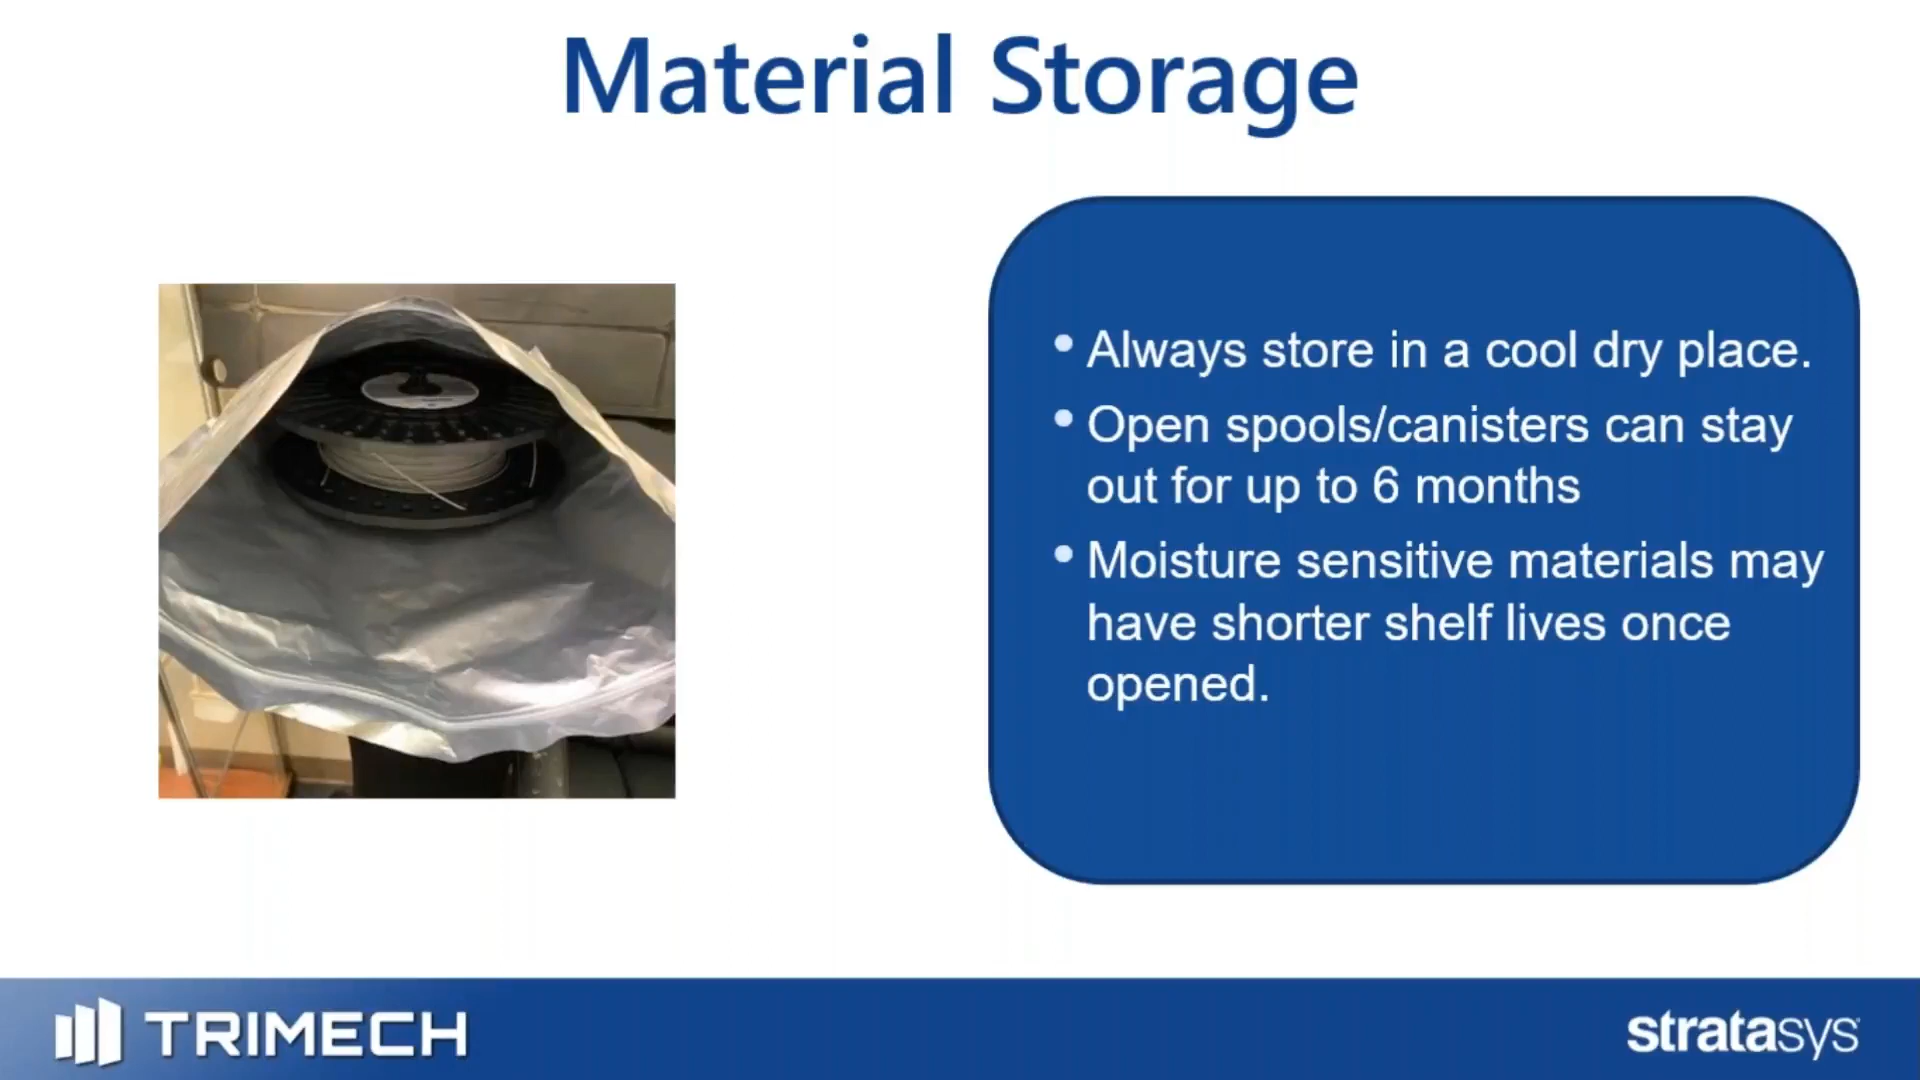 Material Storage
• Always store in a cool dry place.
• Open spools/canisters can stay
out for up to 6 months
• Moisture sensitive materials may
have shorter shelf lives once
opened.
TRIMECH
stratasys